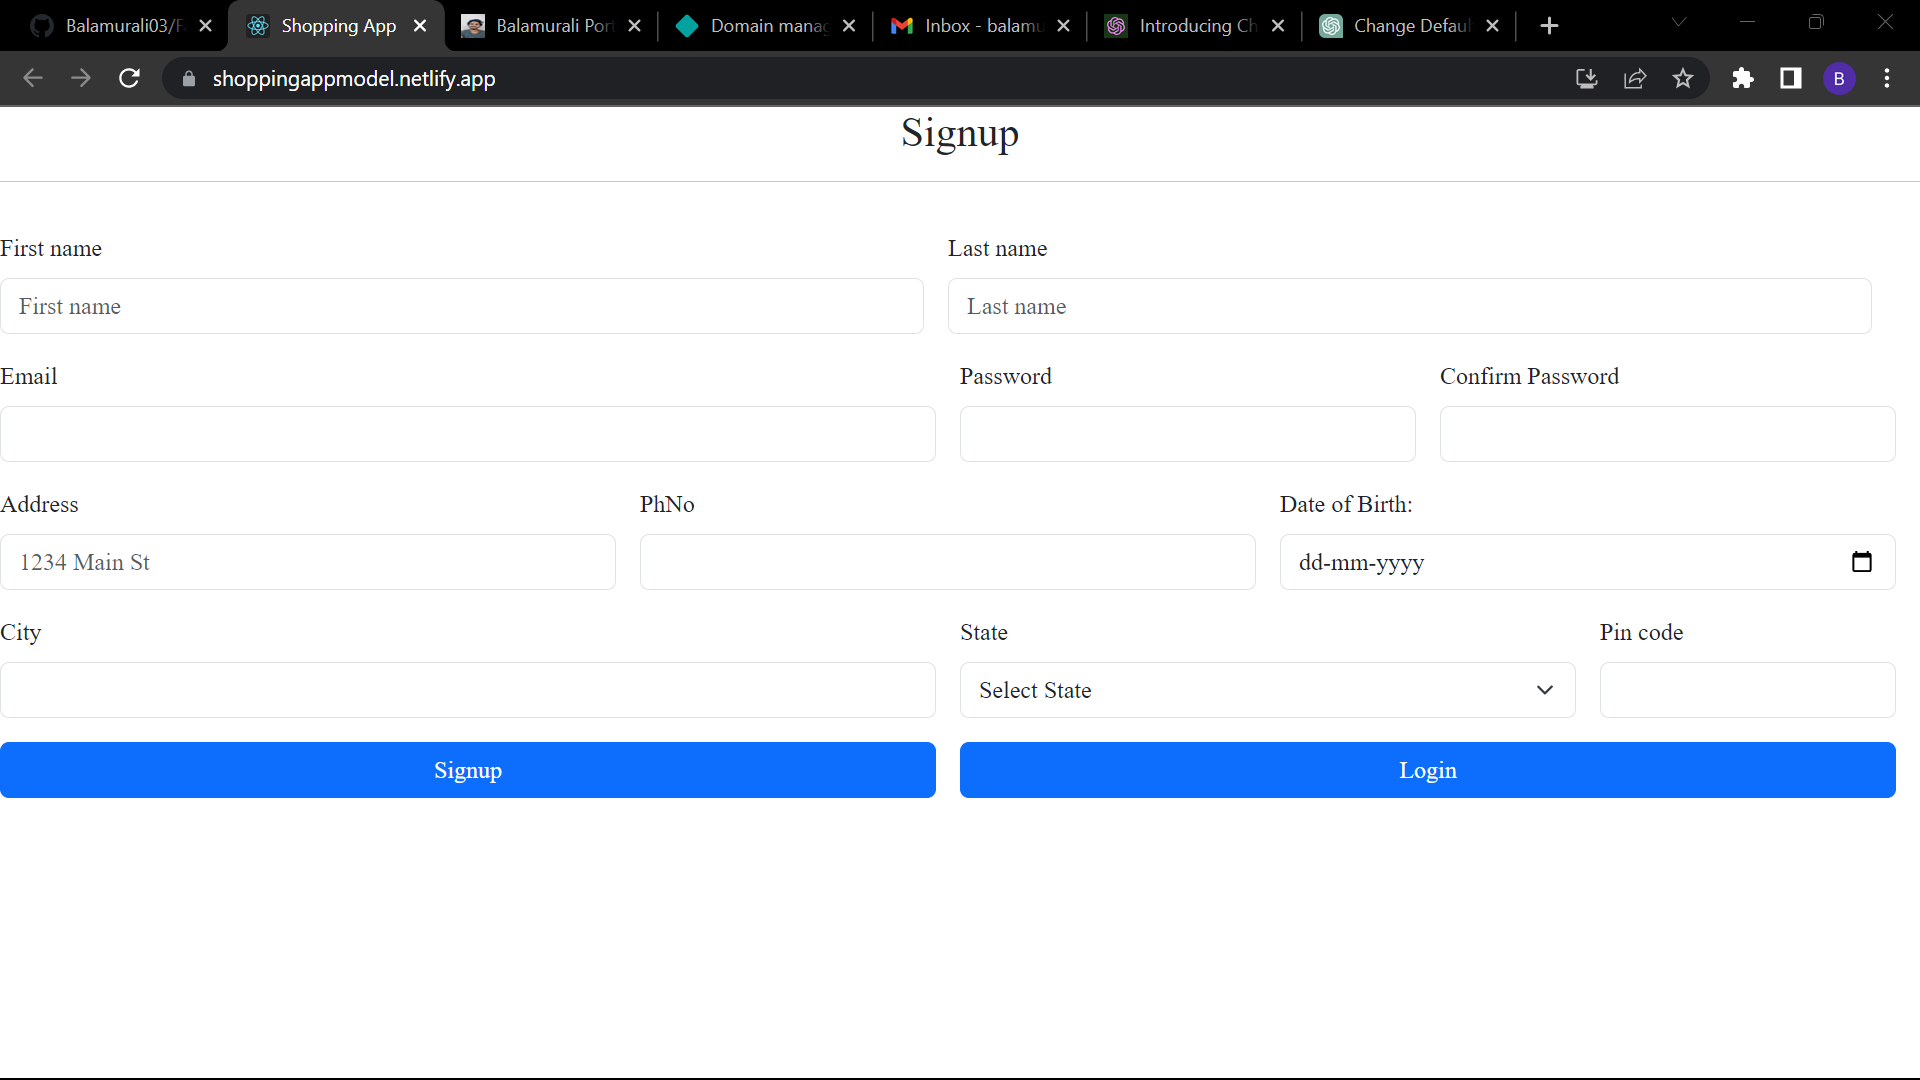 Balamurali03/F
Shopping App
Balamurali Por
Domain manag
Inbox - balamu
Introducing Ch
Change Defaul
shoppingappmodel.netlify.app
B
Signup
First name
Last name
First name
Last name
Email
Password
Confirm Password
Address
PhNo
Date of Birth:
1234 Main St
dd-mm-yyyy
City
State
Pin code
Select State
Signup
Login